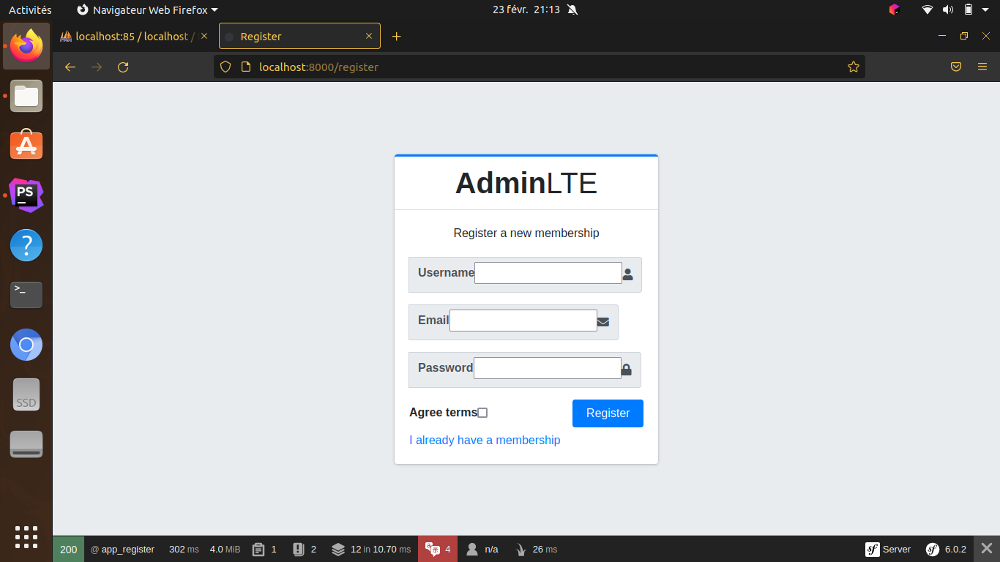 Activités Navigateur Web Firefox 23 févr. 21:13
localhost:85 / localhost / Register
localhost:8000/register
AdminLTE
Register a new membership
Username
Email
Password
Agree terms Register
I already have a membership
PS
?
>_
SSD
200 @ app_register 302 ms 4.0 MiB 1 2 12 in 10.70 ms 4 n/a 26 ms Server 6.0.2